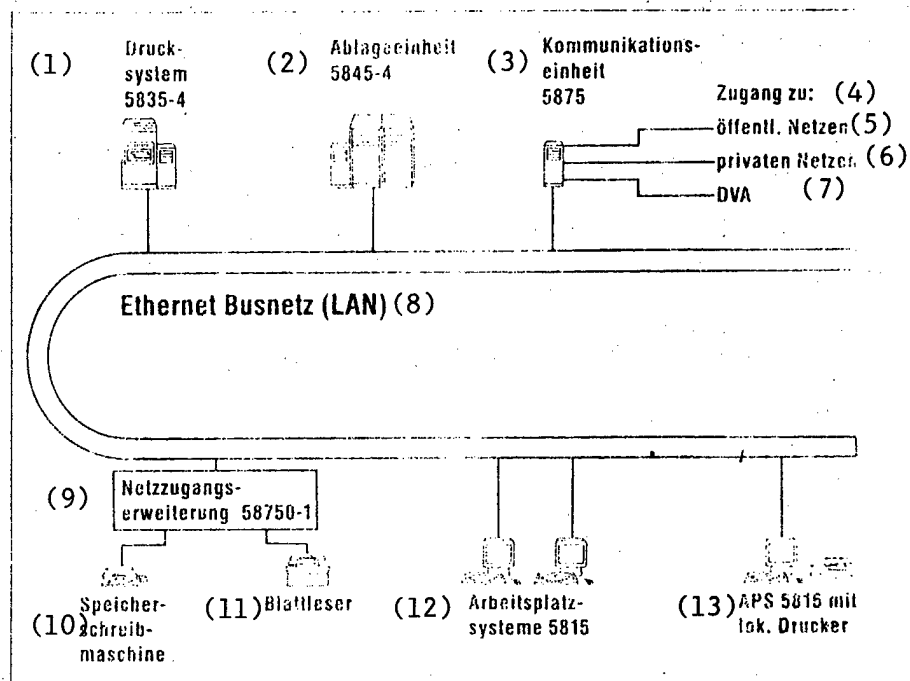 (1) Druck-
system
5835-4
(2) Ablageeinheit
5845-4
(3) Kommunikations-
einheit
5875
Zugang zu: (4)
öffentl. Netzen (5)
privaten Netzen (6)
DVA (7)
Ethernet Busnetz (LAN) (8)
(9) Netzzugangs-
erweiterung 58750-1
(10) Speicher-
schreib-
maschine
(11) Blattleser
(12) Arbeitsplatz-
systeme 5815
(13) APS 5815 mit
lok. Drucker